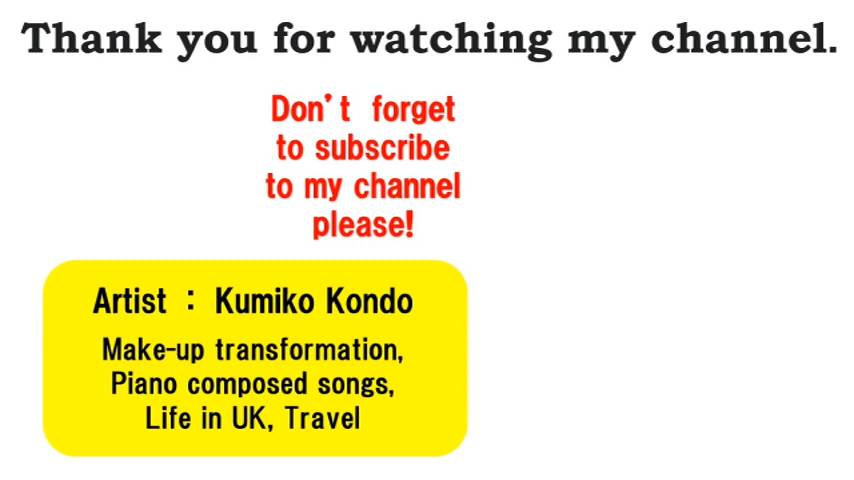 Thank you for watching my channel.
Don't forget
to subscribe
to my channel
please!
Artist : Kumiko Kondo
Make-up transformation,
Piano composed songs,
Life in UK, Travel